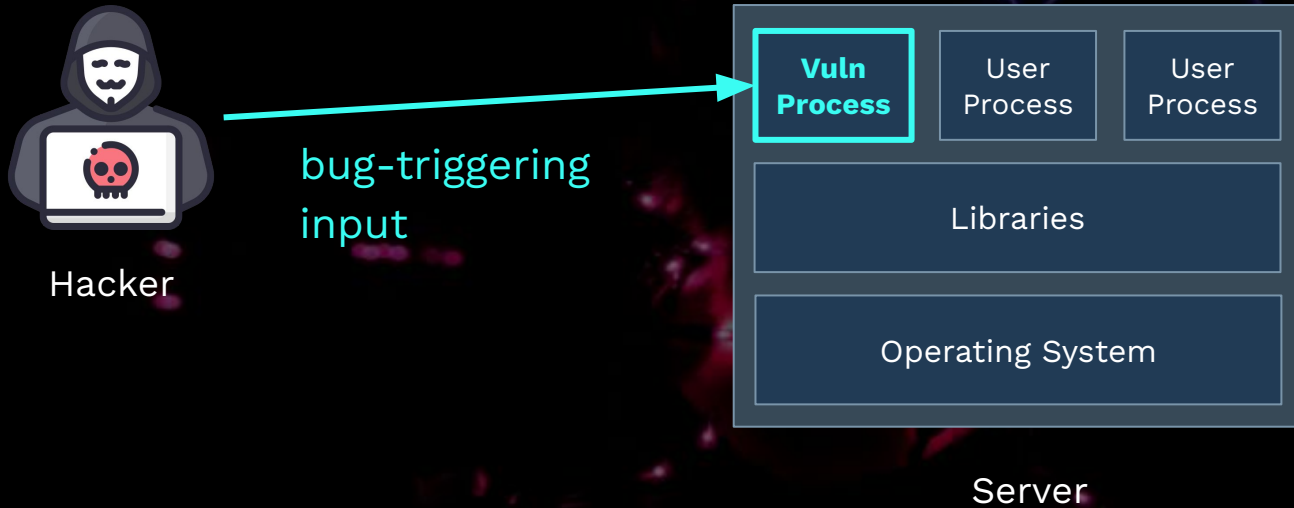 Vuln
Process
User
Process
User
Process
bug-triggering
input
Libraries
Hacker
Operating System
Server